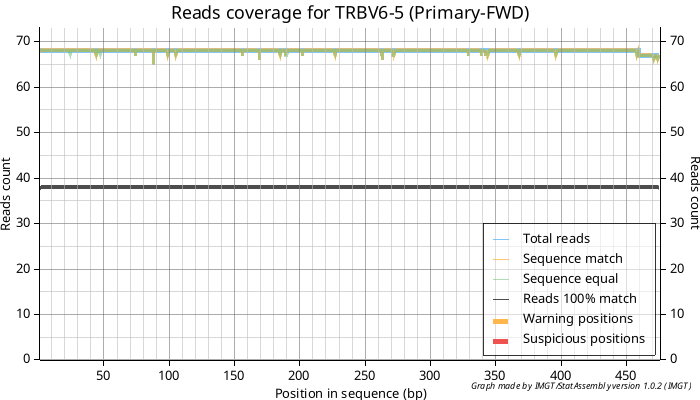 Reads coverage for TRBV6-5 (Primary-FWD)
70
60
50
40
30
20
10
0
Reads count
70
60
50
40
30
20
10
0
Reads count
50
100
150
200
250
300
350
400
450
Position in sequence (bp)
Total reads
Sequence match
Sequence equal
Reads 100% match
Warning positions
Suspicious positions
Graph made by IMGT/StatAssembly version 1.0.2 (IMGT)